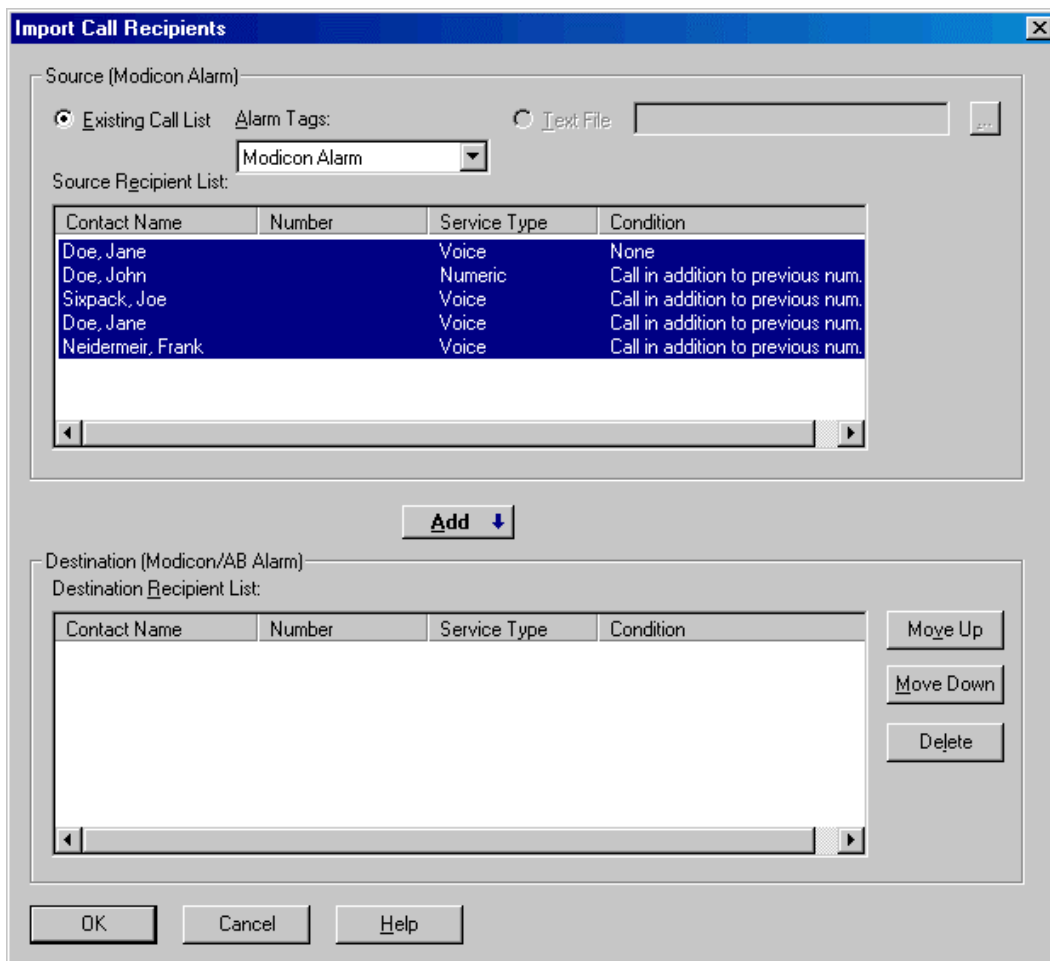 Import Call Recipients
Source (Modicon Alarm)
Existing Call List Alarm Tags: Text File ...
Modicon Alarm
Source Recipient List:
Contact Name Number Service Type Condition
Doe, Jane Voice None
Doe, John Numeric Call in addition to previous num.
Sixpack, Joe Voice Call in addition to previous num.
Doe, Jane Voice Call in addition to previous num.
Neidermeir, Frank Voice Call in addition to previous num.
Add
Destination (Modicon/AB Alarm)
Destination Recipient List:
Contact Name Number Service Type Condition
Move Up
Move Down
Delete
OK Cancel Help